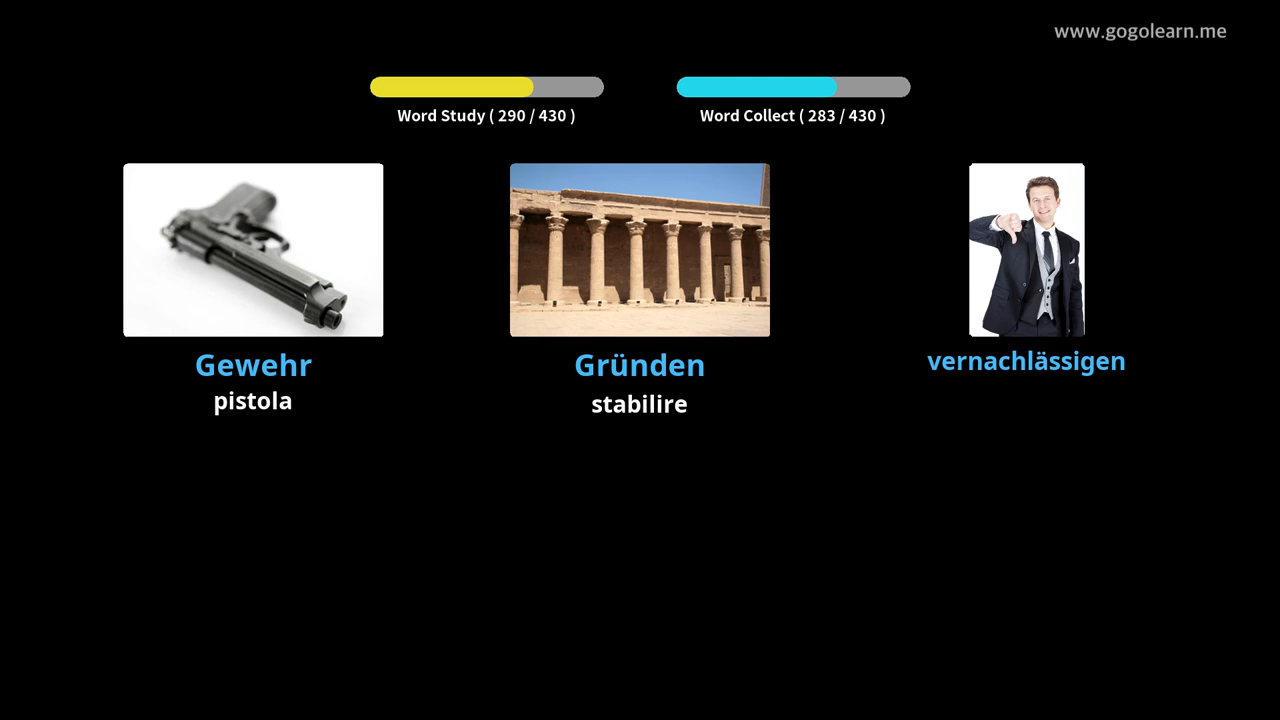 www.gogolearn.me
Word Study ( 290 / 430 )
Word Collect ( 283 / 430 )
Gewehr
pistola
Gründen
stabilire
vernachlässigen